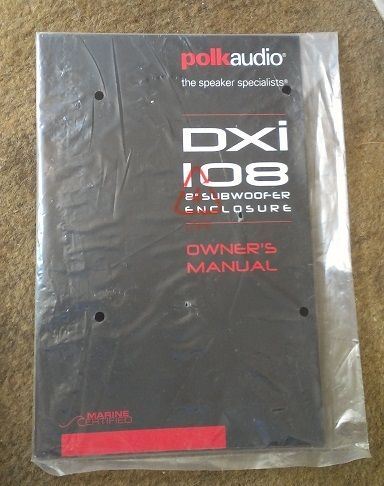 polkaudio®
the speaker specialists®
DXi
108
8" SUBWOOFER
ENCLOSURE
OWNER'S
MANUAL
MARINE
CERTIFIED